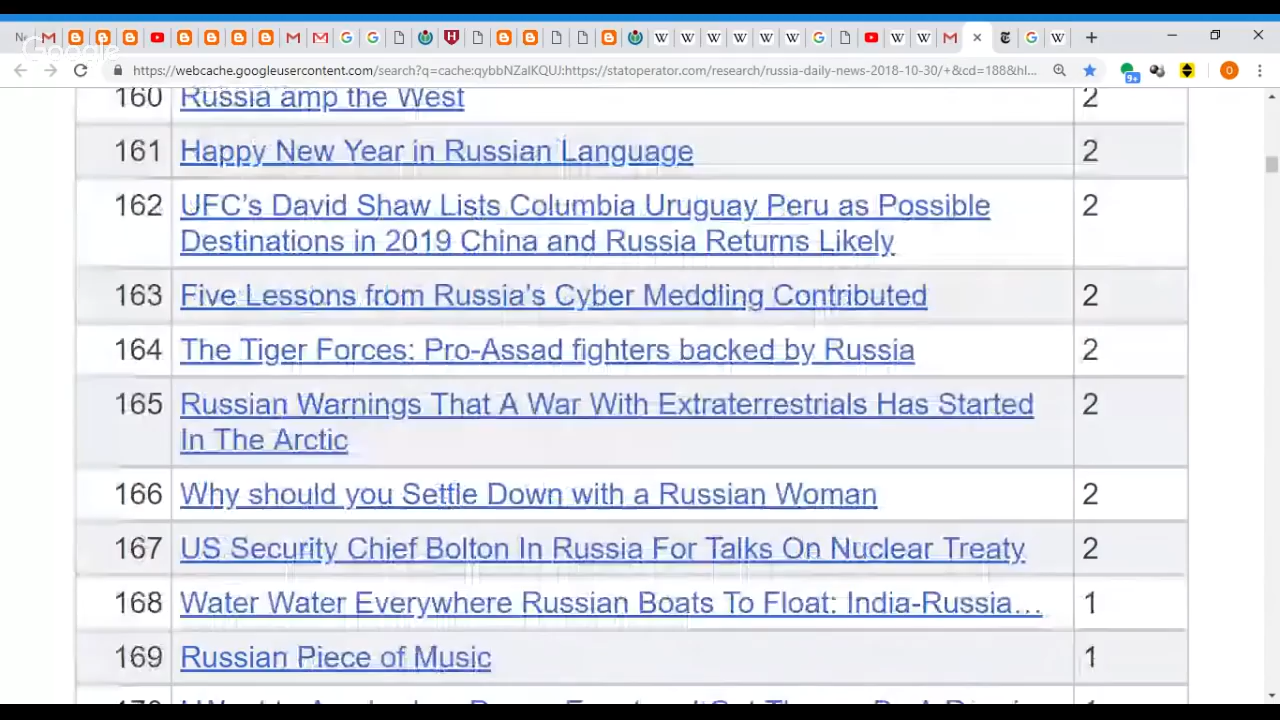 Google
https://webcache.googleusercontent.com/search?q=cache:
https://statoperator.com/research/russia-daily-news-2018-10-30/+&cd=188&hl...
9+
O
160 Russia amp the West 2
161 Happy New Year in Russian Language 2
162 UFC's David Shaw Lists Columbia Uruguay Peru as Possible 2
Destinations in 2019 China and Russia Returns Likely
163 Five Lessons from Russia's Cyber Meddling Contributed 2
164 The Tiger Forces: Pro-Assad fighters backed by Russia 2
165 Russian Warnings That A War With Extraterrestrials Has Started 2
In The Arctic
166 Why should you Settle Down with a Russian Woman 2
167 US Security Chief Bolton In Russia For Talks On Nuclear Treaty 2
168 Water Water Everywhere Russian Boats To Float: India-Russia... 1
169 Russian Piece of Music 1